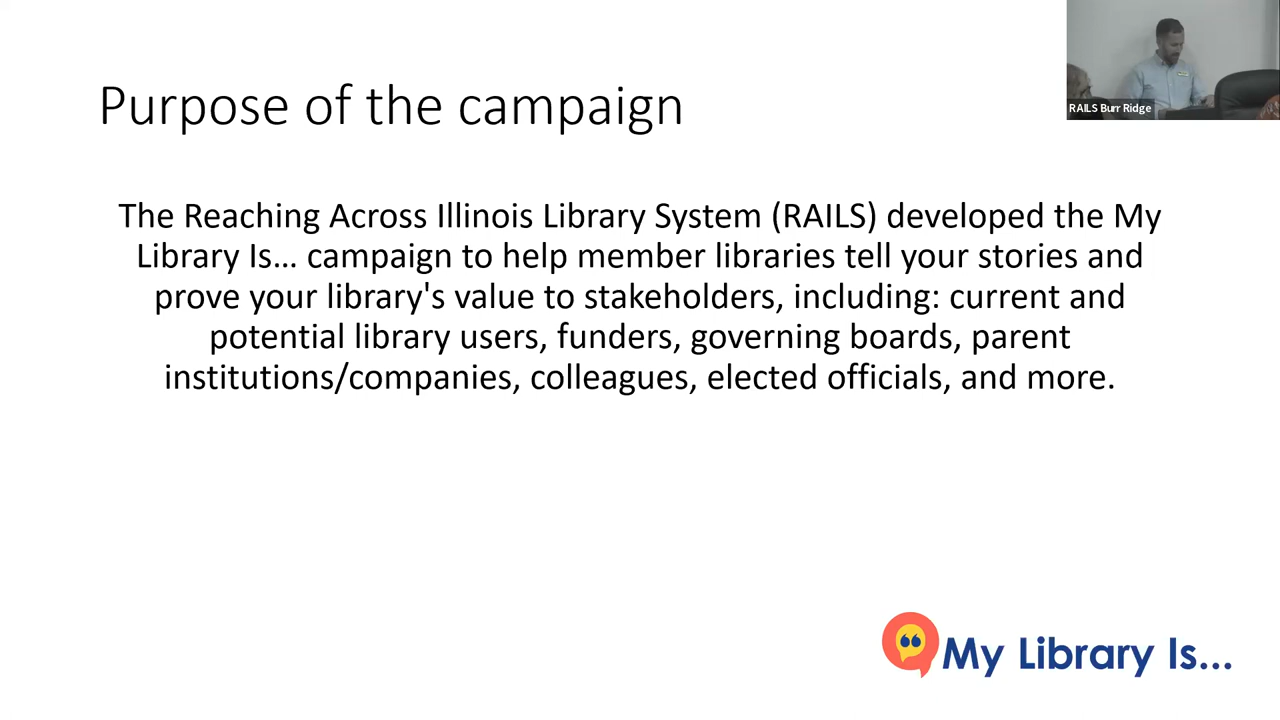 Purpose of the campaign
RAILS Burr Ridge
The Reaching Across Illinois Library System (RAILS) developed the My
Library Is... campaign to help member libraries tell your stories and
prove your library's value to stakeholders, including: current and
potential library users, funders, governing boards, parent
institutions/companies, colleagues, elected officials, and more.
My Library Is...